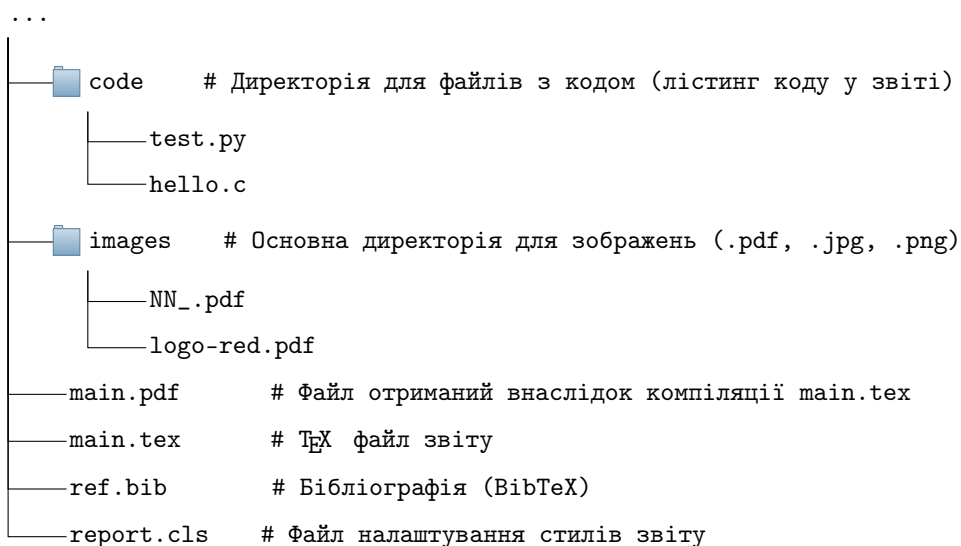 ...
code # Директорія для файлів з кодом (лістинг коду у звіті)
test.py
hello.c
images # Основна директорія для зображень (.pdf, .jpg, .png)
NN_.pdf
logo-red.pdf
main.pdf # Файл отриманий внаслідок компіляції main.tex
main.tex # TEX файл звіту
ref.bib # Бібліографія (BibTeX)
report.cls # Файл налаштування стилів звіту